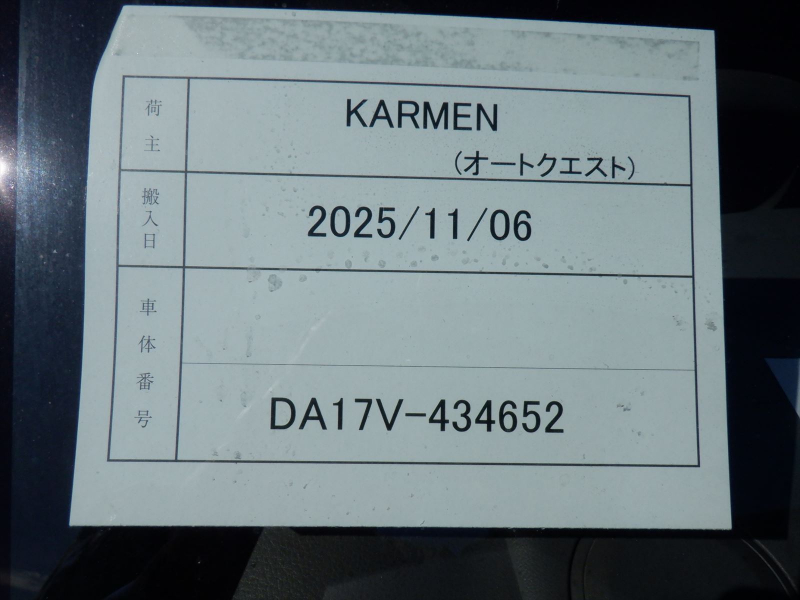 荷主
KARMEN
(オートクエスト)
搬入日
2025/11/06
車体番号
DA17V-434652